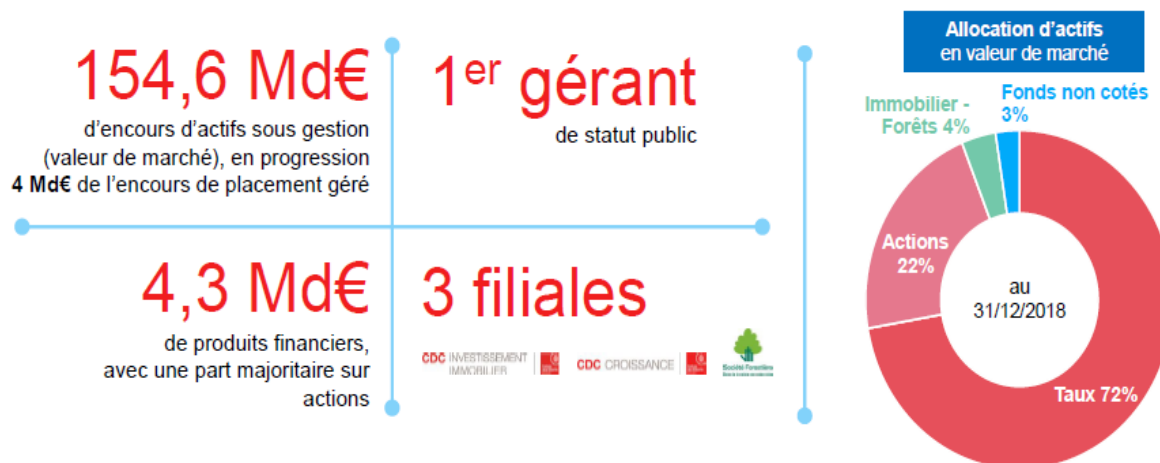 154,6 Md€
d'encours d'actifs sous gestion
(valeur de marché), en progression
4 Md€ de l'encours de placement géré
1er gérant
de statut public
4,3 Md€
de produits financiers,
avec une part majoritaire sur
actions
3 filiales
CDC INVESTISSEMENT
IMMOBILIER
CDC CROISSANCE
Société Forestière
Allocation d'actifs
en valeur de marché
Immobilier -
Forêts 4%
Fonds non cotés
3%
Actions
22%
au
31/12/2018
Taux 72%